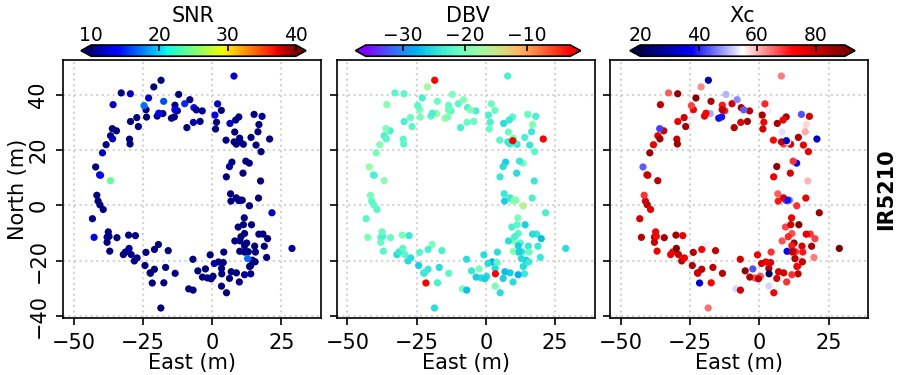 SNR DBV Xc
10 20 30 40 −30 −20 −10 20 40 60 80
North (m)
40
20
0
−20
−40
−50 −25 0 25 −50 −25 0 25 −50 −25 0 25
East (m) East (m) East (m)
IR5210